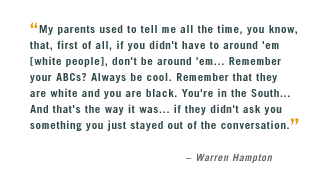 “My parents used to tell me all the time, you know,
that, first of all, if you didn't have to around 'em
[white people], don't be around 'em... Remember
your ABCs? Always be cool. Remember that they
are white and you are black. You're in the South...
And that's the way it was... if they didn't ask you
something you just stayed out of the conversation.”
– Warren Hampton